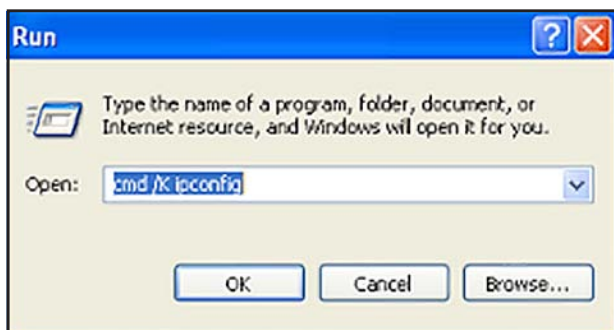 Run
Type the name of a program, folder, document, or
Internet resource, and Windows will open it for you.
Open: cmd /K ipconfig
OK Cancel Browse...